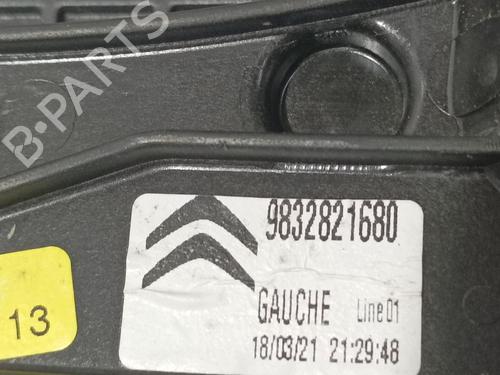 B-PARTS
9832821680
GAUCHE Line 01
18/03/21 21:29:48
13